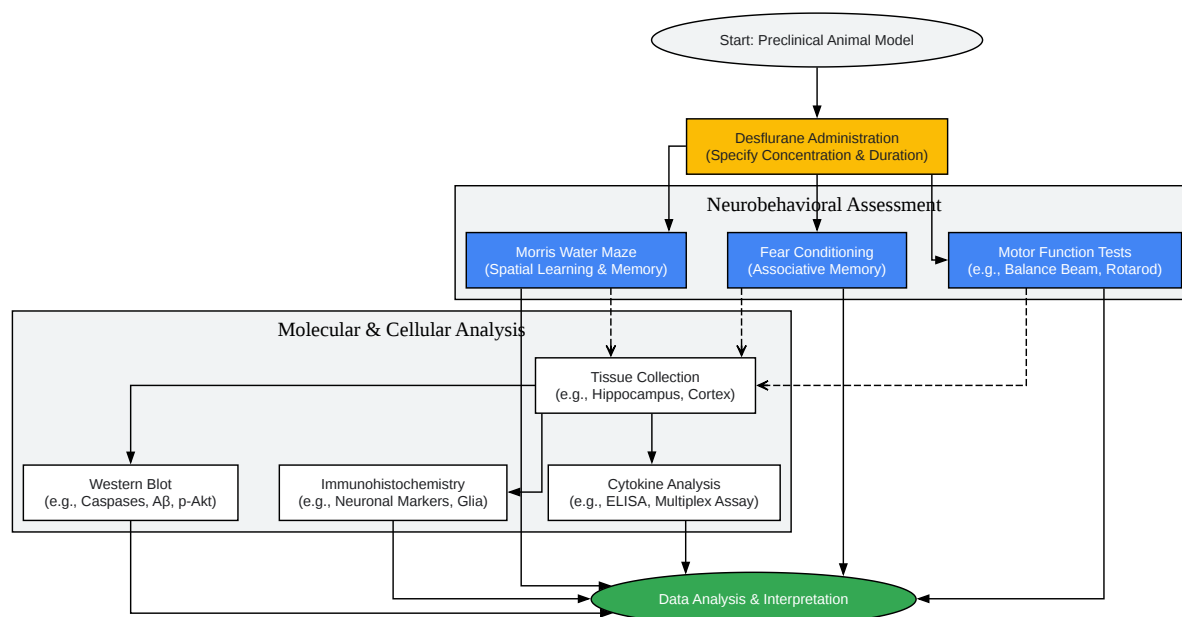 Start: Preclinical Animal Model
Desflurane Administration
(Specify Concentration & Duration)
Neurobehavioral Assessment
Morris Water Maze
(Spatial Learning & Memory)
Fear Conditioning
(Associative Memory)
Motor Function Tests
(e.g., Balance Beam, Rotarod)
Molecular & Cellular Analysis
Tissue Collection
(e.g., Hippocampus, Cortex)
Western Blot
(e.g., Caspases, Aβ, p-Akt)
Immunohistochemistry
(e.g., Neuronal Markers, Glia)
Cytokine Analysis
(e.g., ELISA, Multiplex Assay)
Data Analysis & Interpretation